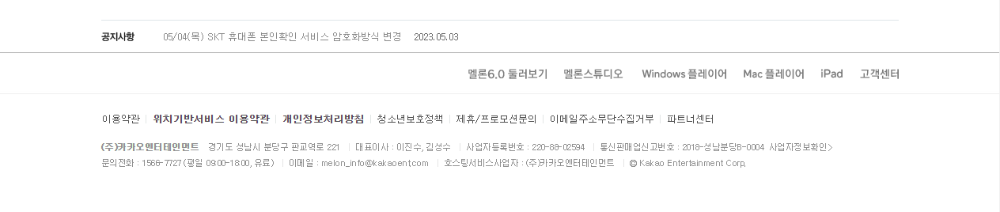 공지사항 05/04(목) SKT 휴대폰 본인확인 서비스 암호화방식 변경 2023.05.03
멜론6.0 둘러보기 멜론스튜디오 Windows 플레이어 Mac 플레이어 iPad 고객센터
이용약관 | 위치기반서비스 이용약관 | 개인정보처리방침 | 청소년보호정책 | 제휴/프로모션문의 | 이메일주소무단수집거부 | 파트너센터
(주)카카오엔터테인먼트 경기도 성남시 분당구 판교역로 221 | 대표이사 : 이진수, 김성수 | 사업자등록번호 : 220-88-02594 | 통신판매업신고번호 : 2018-성남분당B-0004 사업자정보확인>
문의전화 : 1566-7727 (평일 09:00-18:00, 유료) | 이메일 : melon_info@kakaoent.com | 호스팅서비스사업자 : (주)카카오엔터테인먼트 | © Kakao Entertainment Corp.